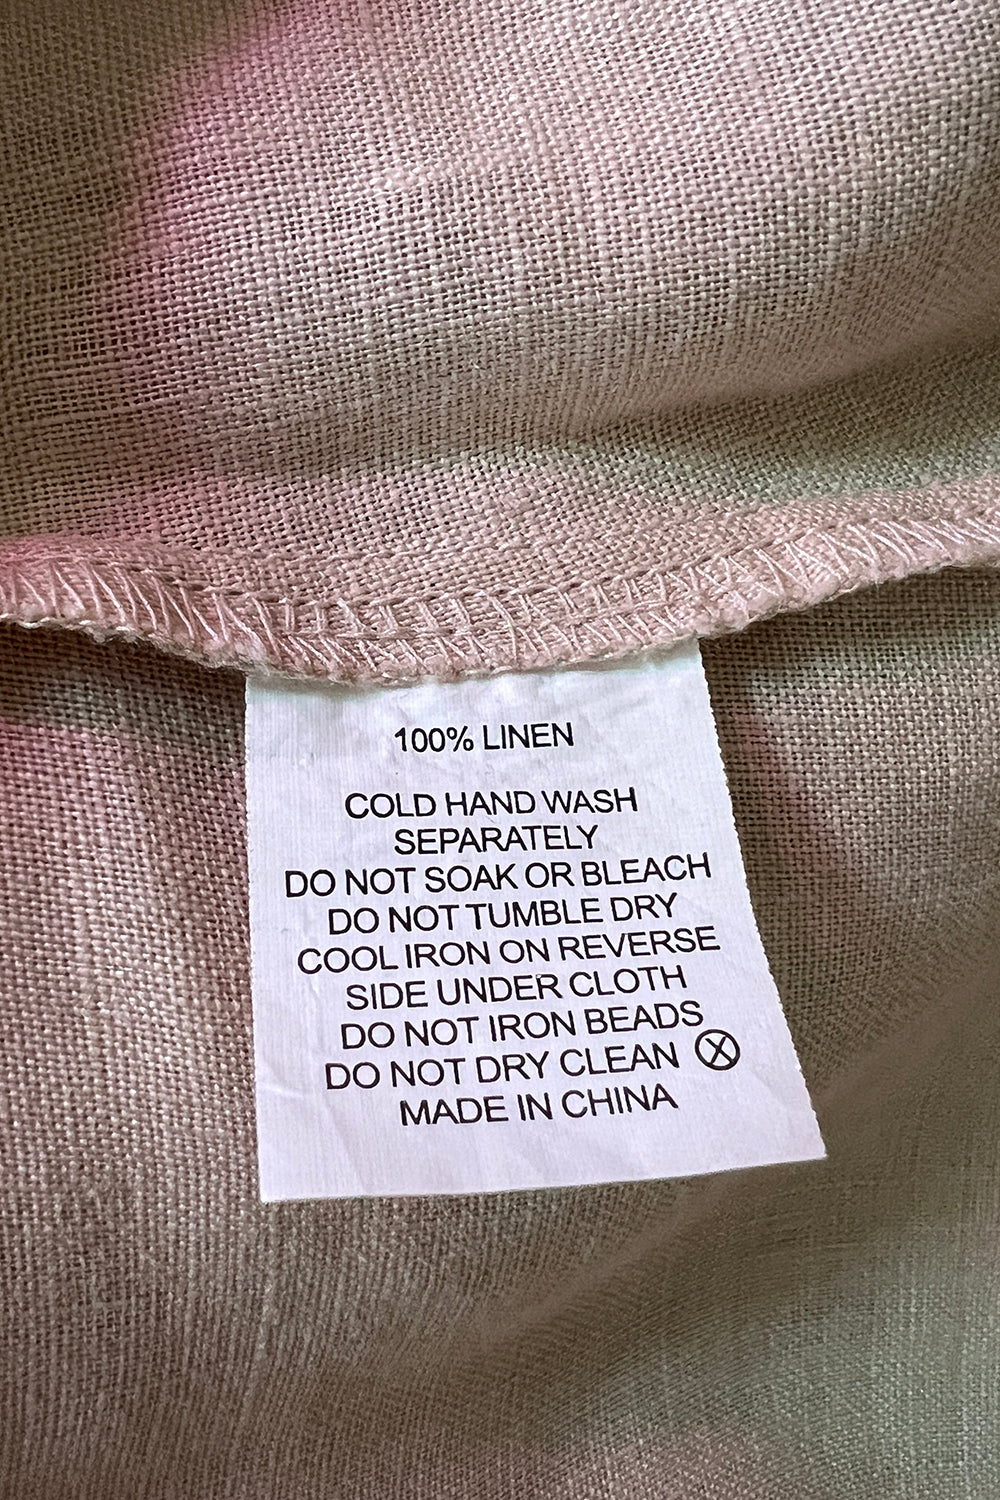 100% LINEN
COLD HAND WASH
SEPARATELY
DO NOT SOAK OR BLEACH
DO NOT TUMBLE DRY
COOL IRON ON REVERSE
SIDE UNDER CLOTH
DO NOT IRON BEADS
DO NOT DRY CLEAN
MADE IN CHINA